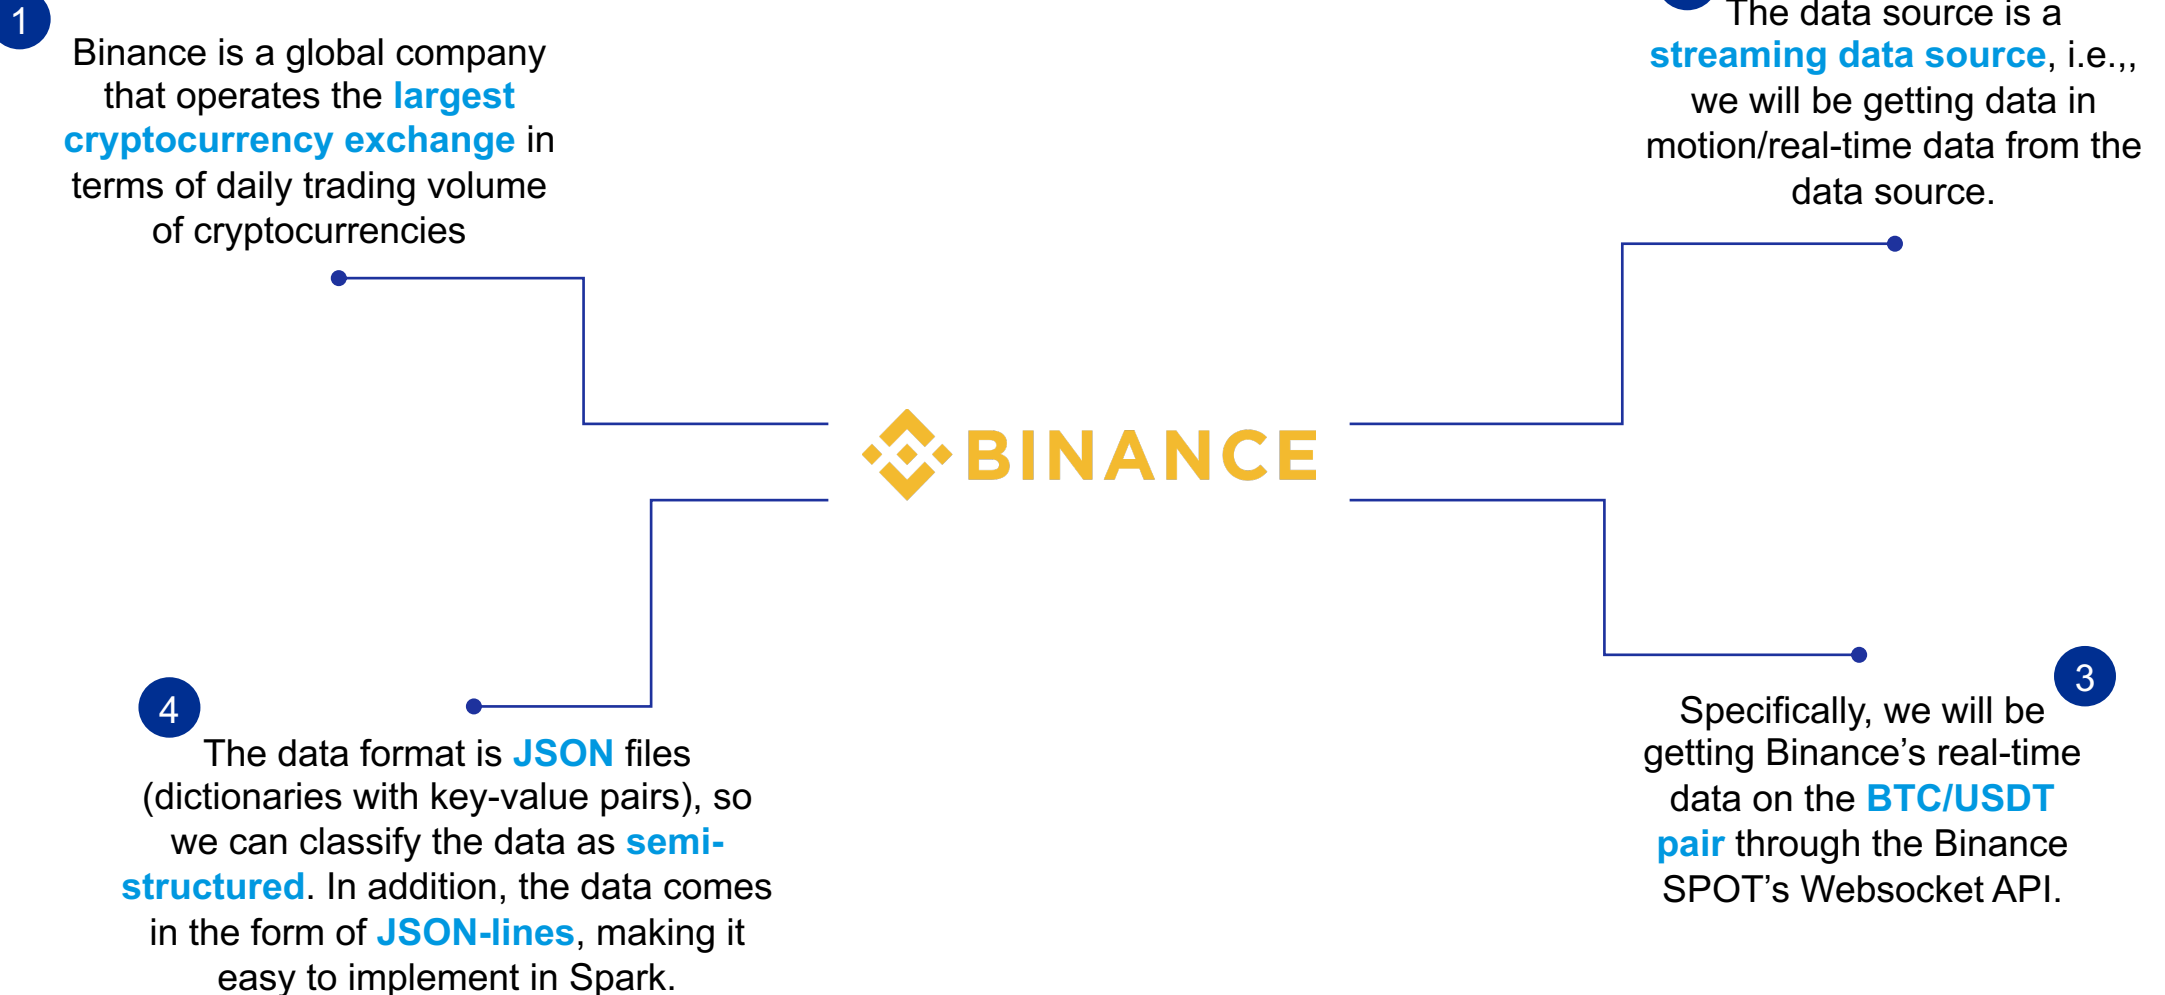 1
Binance is a global company
that operates the largest
cryptocurrency exchange in
terms of daily trading volume
of cryptocurrencies
The data source is a
streaming data source, i.e.,,
we will be getting data in
motion/real-time data from the
data source.
BINANCE
3
Specifically, we will be
getting Binance’s real-time
data on the BTC/USDT
pair through the Binance
SPOT’s Websocket API.
4
The data format is JSON files
(dictionaries with key-value pairs), so
we can classify the data as semi-
structured. In addition, the data comes
in the form of JSON-lines, making it
easy to implement in Spark.